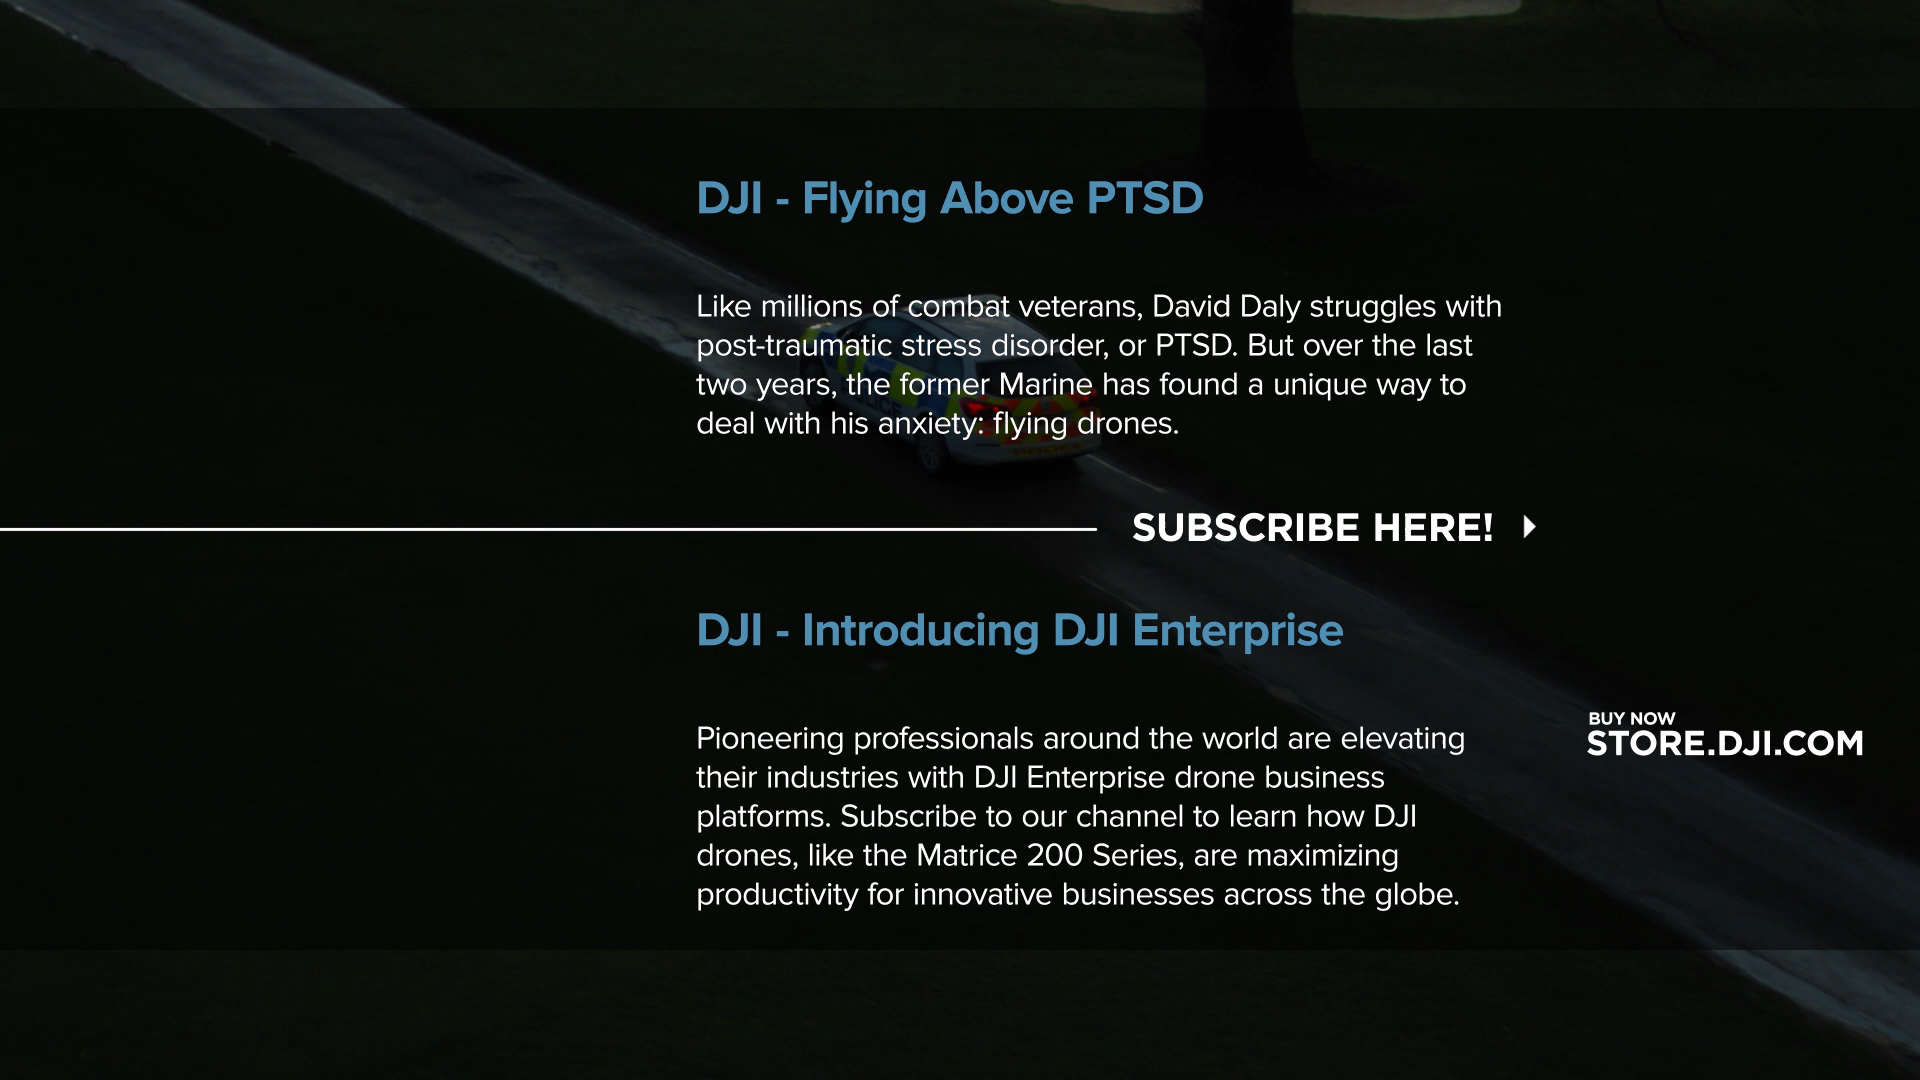 DJI - Flying Above PTSD
Like millions of combat veterans, David Daly struggles with
post-traumatic stress disorder, or PTSD. But over the last
two years, the former Marine has found a unique way to
deal with his anxiety: flying drones.
POLICE
SUBSCRIBE HERE!
DJI - Introducing DJI Enterprise
Pioneering professionals around the world are elevating
their industries with DJI Enterprise drone business
platforms. Subscribe to our channel to learn how DJI
drones, like the Matrice 200 Series, are maximizing
productivity for innovative businesses across the globe.
BUY NOW
STORE.DJI.COM